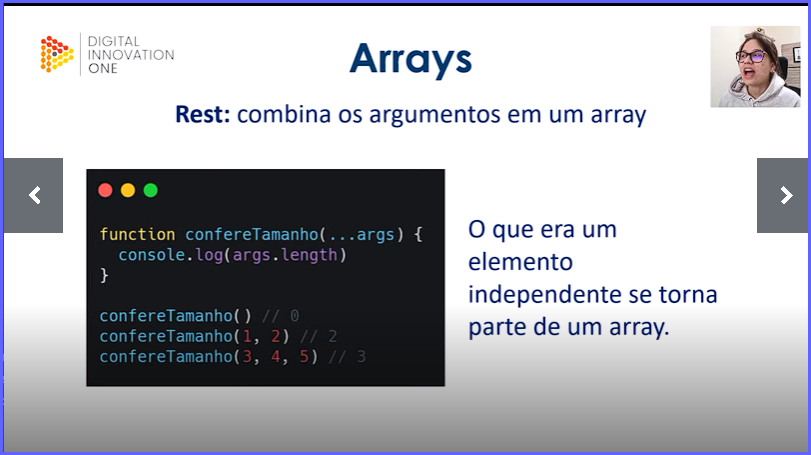 DIGITAL
INNOVATION
ONE
Arrays
Rest: combina os argumentos em um array
function confereTamanho(...args) {
  console.log(args.length)
}
confereTamanho() // 0
confereTamanho(1, 2) // 2
confereTamanho(3, 4, 5) // 3
O que era um
elemento
independente se torna
parte de um array.